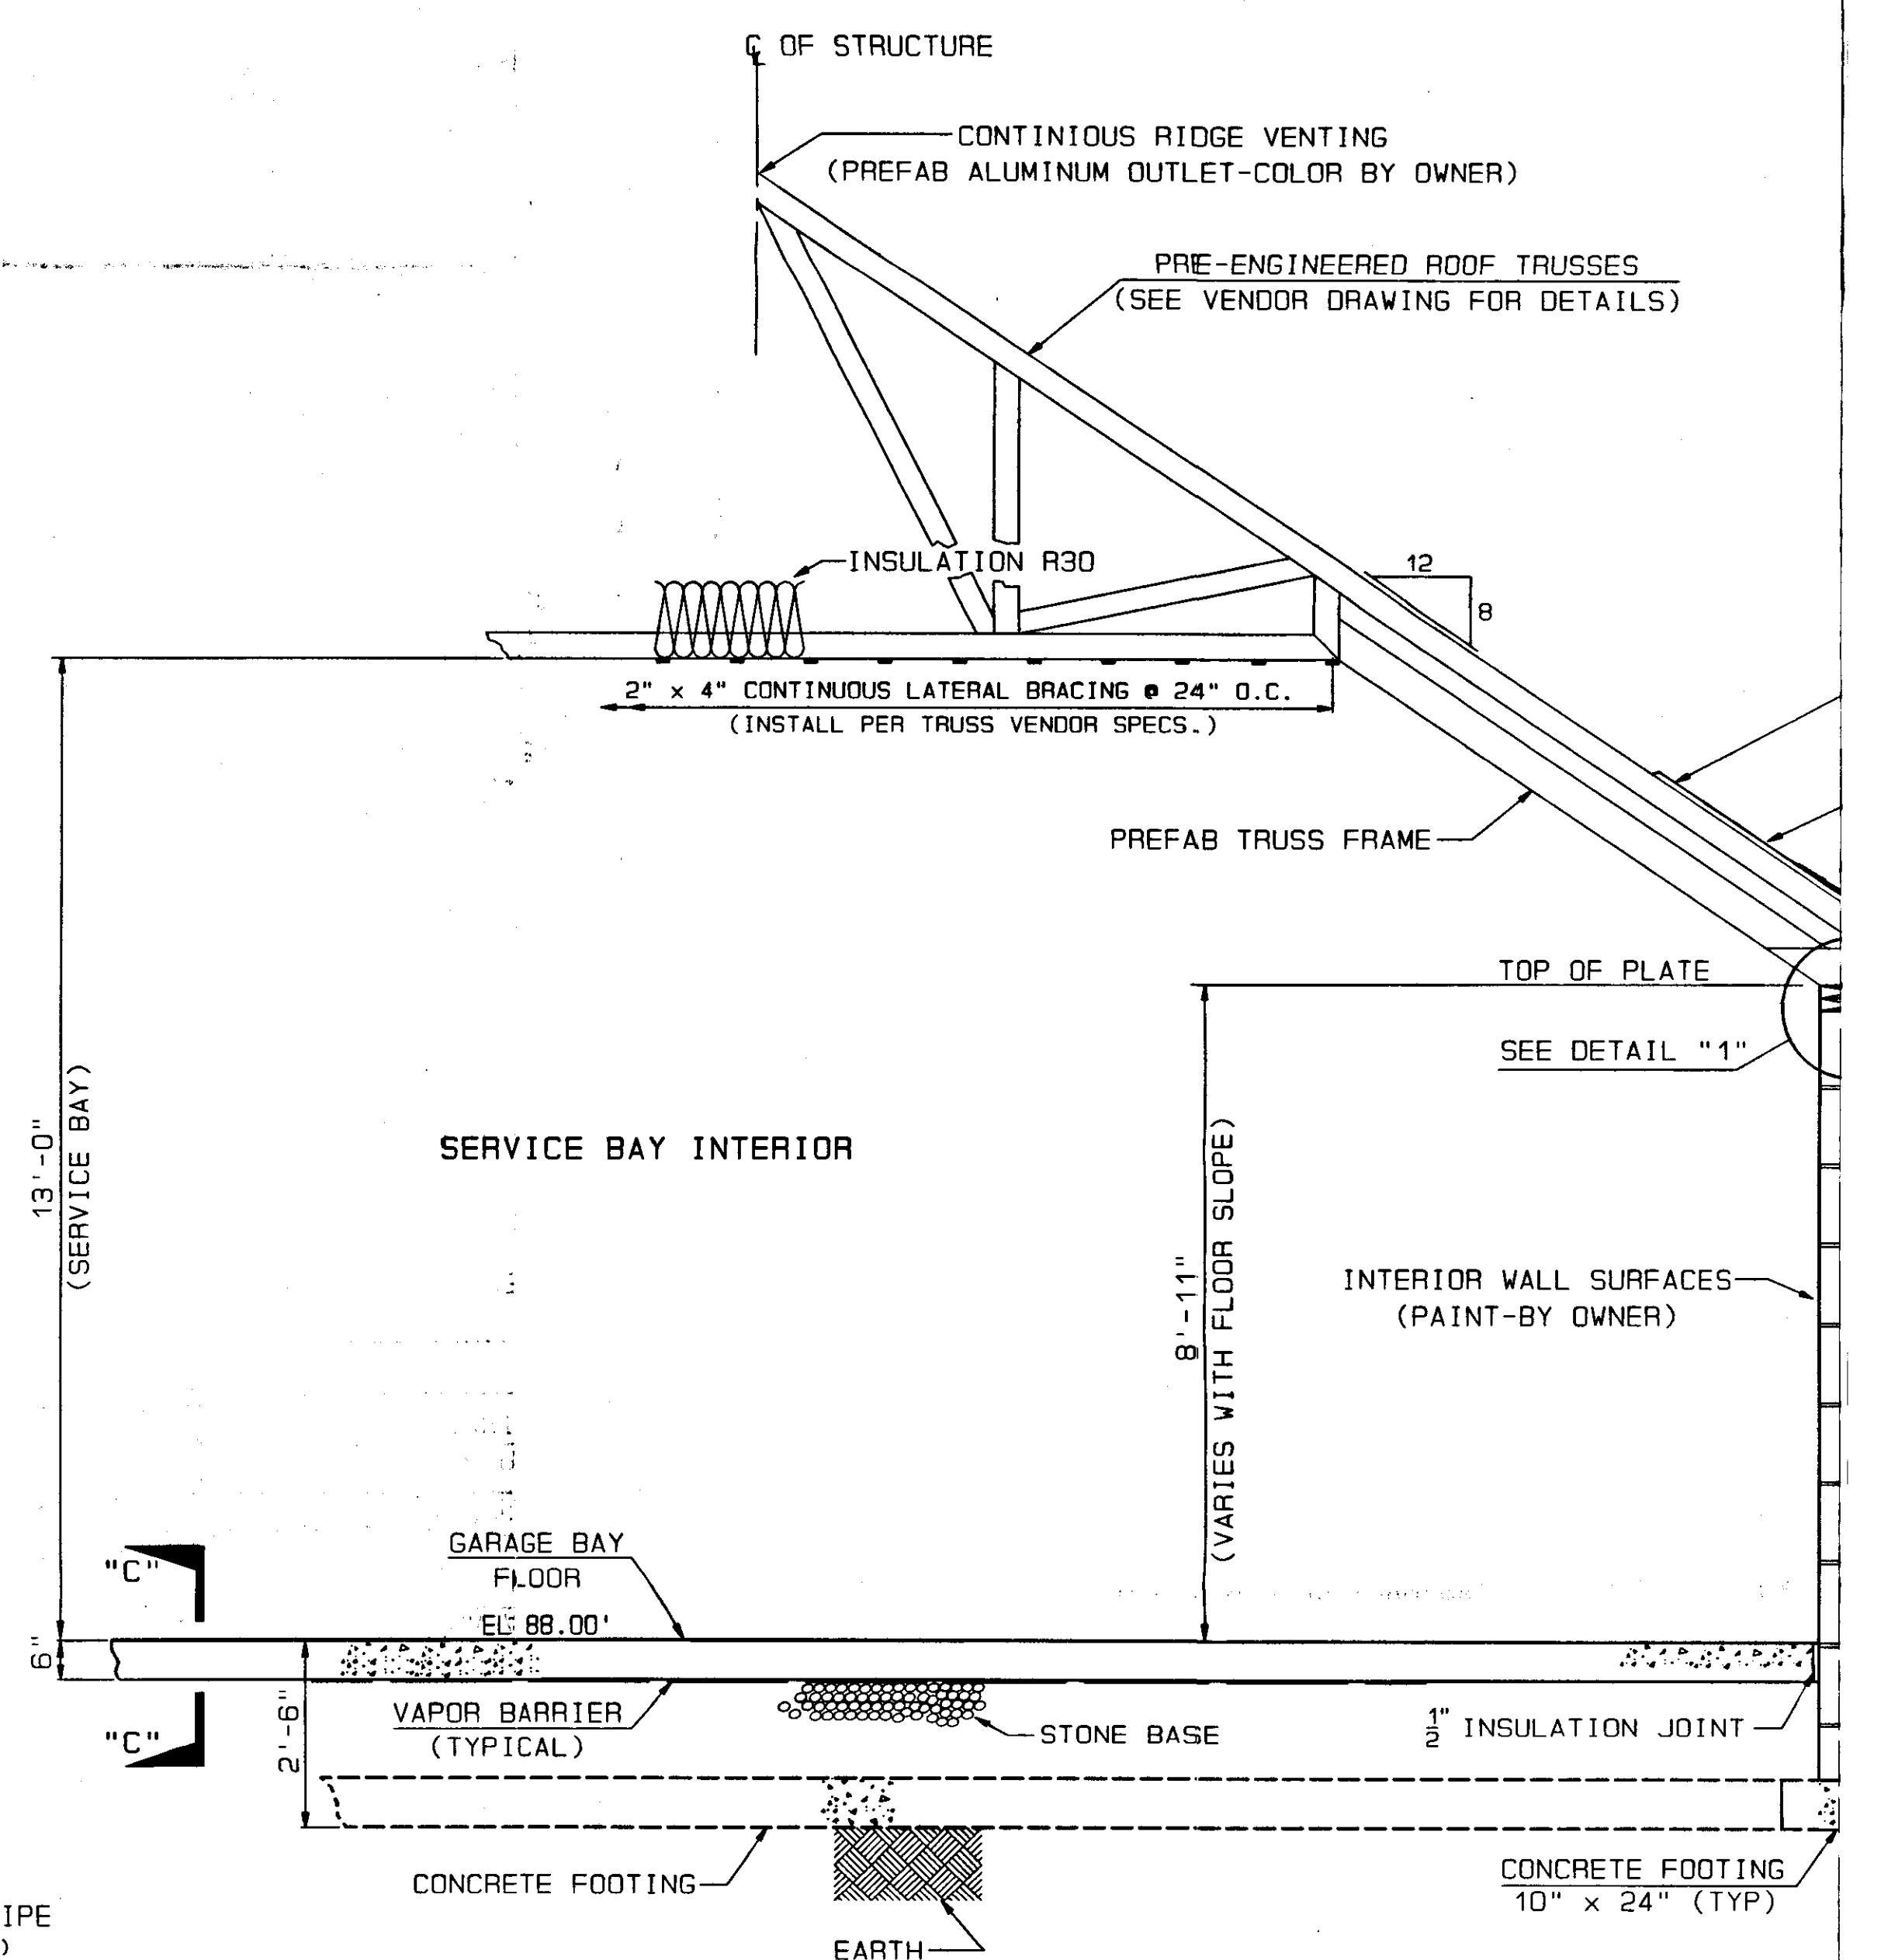 ℄ OF STRUCTURE
CONTINIOUS RIDGE VENTING
(PREFAB ALUMINUM OUTLET-COLOR BY OWNER)
PRE-ENGINEERED ROOF TRUSSES
(SEE VENDOR DRAWING FOR DETAILS)
INSULATION R30
12
8
2" x 4" CONTINUOUS LATERAL BRACING @ 24" O.C.
(INSTALL PER TRUSS VENDOR SPECS.)
PREFAB TRUSS FRAME
TOP OF PLATE
SEE DETAIL "1"
13'-0"
(SERVICE BAY)
SERVICE BAY INTERIOR
8'-11"
(VARIES WITH FLOOR SLOPE)
INTERIOR WALL SURFACES
(PAINT-BY OWNER)
"C"
GARAGE BAY
FLOOR
EL 88.00'
6"
2'-6"
VAPOR BARRIER
(TYPICAL)
STONE BASE
1/2" INSULATION JOINT
"C"
CONCRETE FOOTING
CONCRETE FOOTING
10" x 24" (TYP)
IPE
)
EARTH